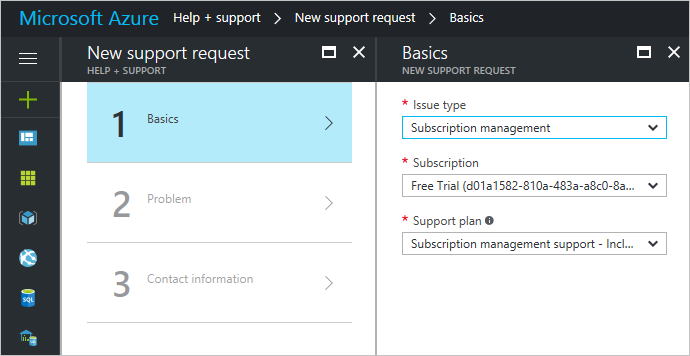 Microsoft Azure Help + support > New support request > Basics
New support request
HELP + SUPPORT
1 Basics
2 Problem
3 Contact information
Basics
NEW SUPPORT REQUEST
* Issue type
Subscription management
* Subscription
Free Trial (d01a1582-810a-483a-a8c0-8a...
* Support plan
Subscription management support - Incl...
SQL